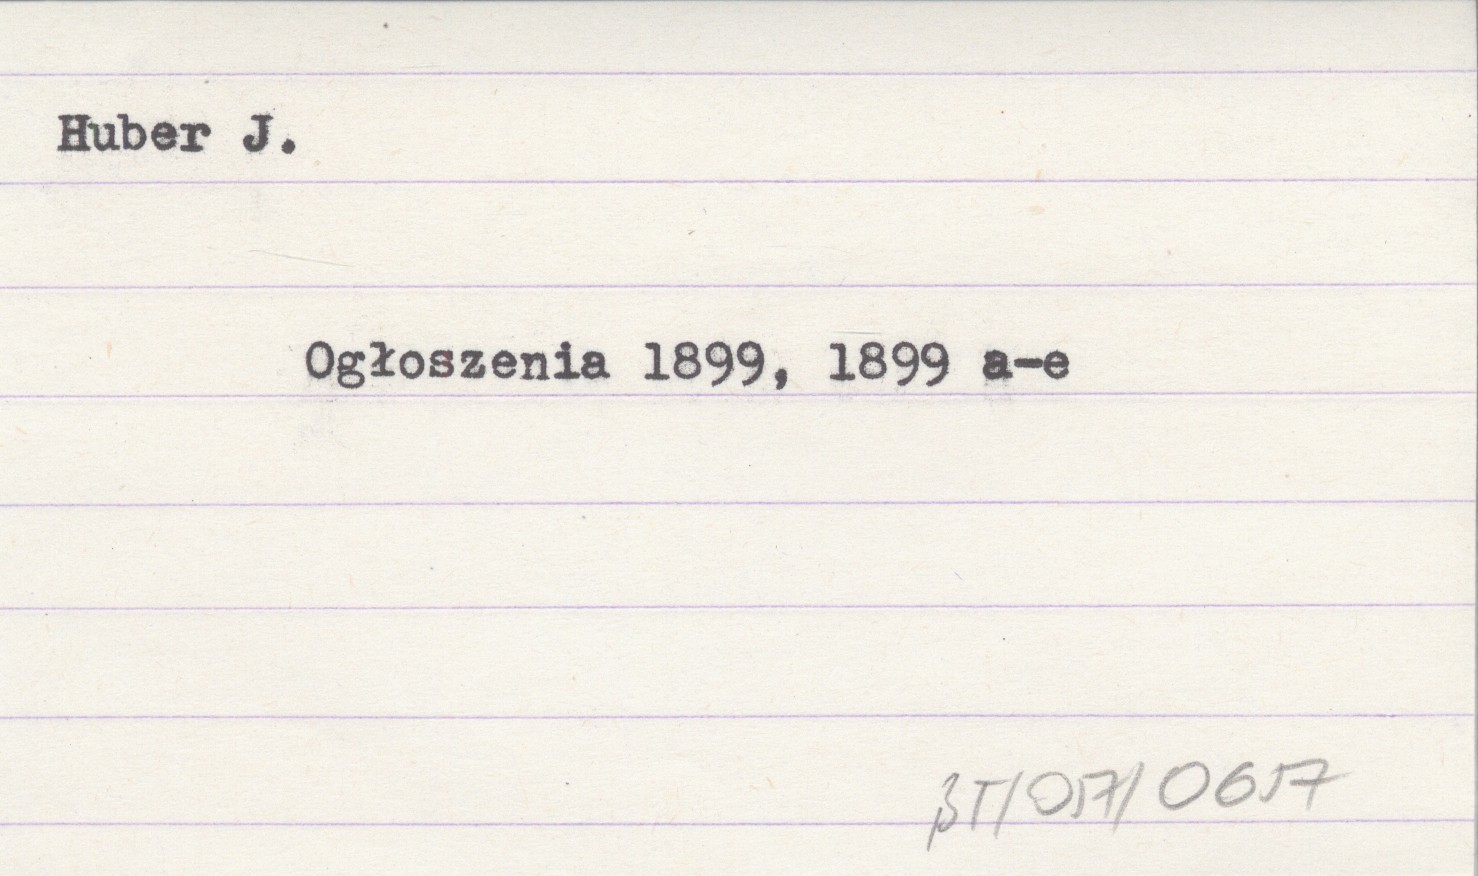 Huber J.
Ogłoszenia 1899, 1899 a-e
BT/057/0657